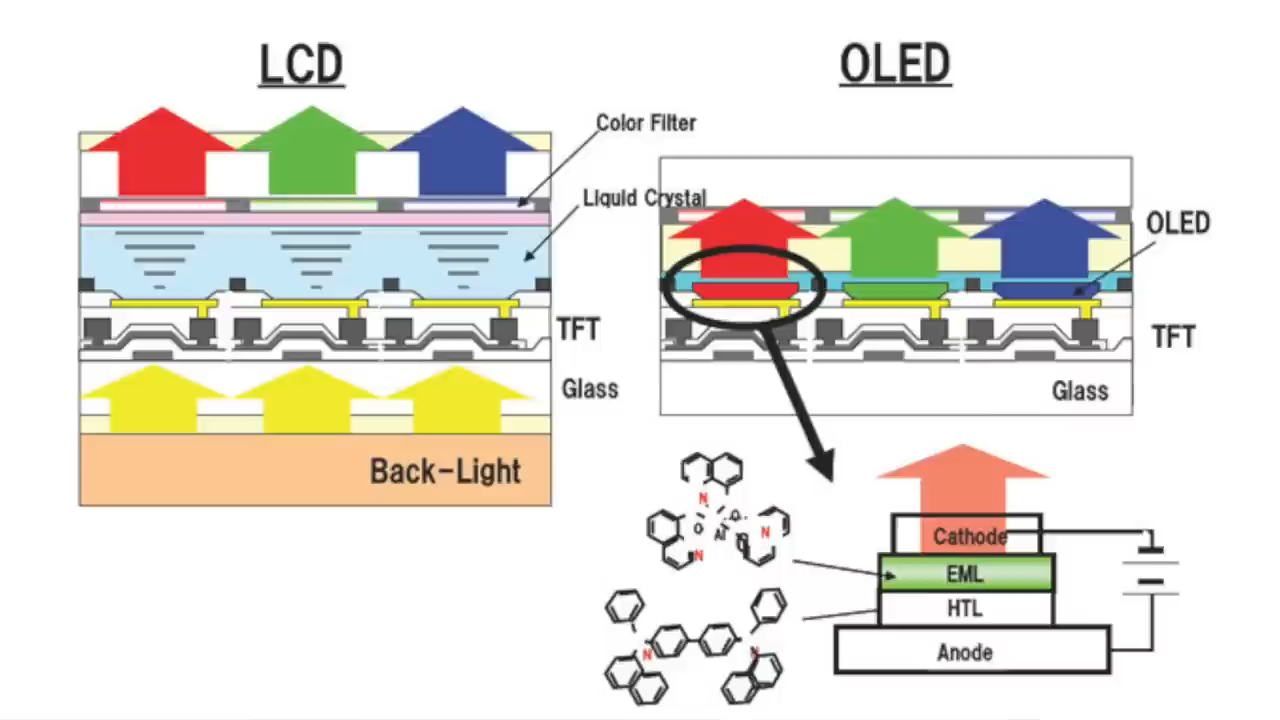 LCD
OLED
Color Filter
Liquid Crystal
OLED
TFT
TFT
Glass
Glass
Back-Light
N
O
O
Al
N
O
N
Cathode
EML
HTL
N
N
Anode